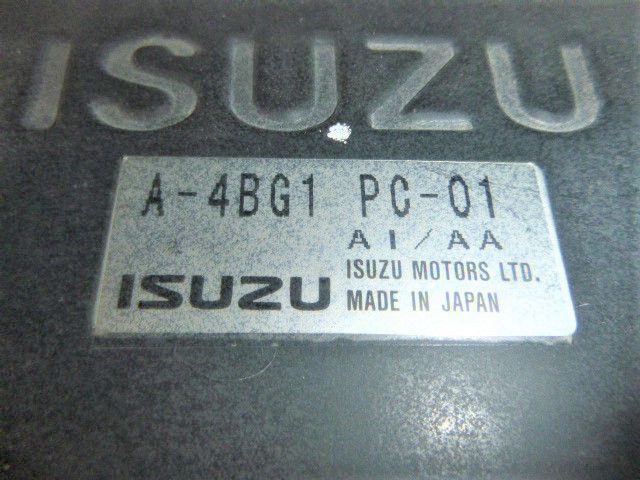 ISUZU
A-4BG1 PC-01
AI/AA
ISUZU MOTORS LTD.
ISUZU MADE IN JAPAN